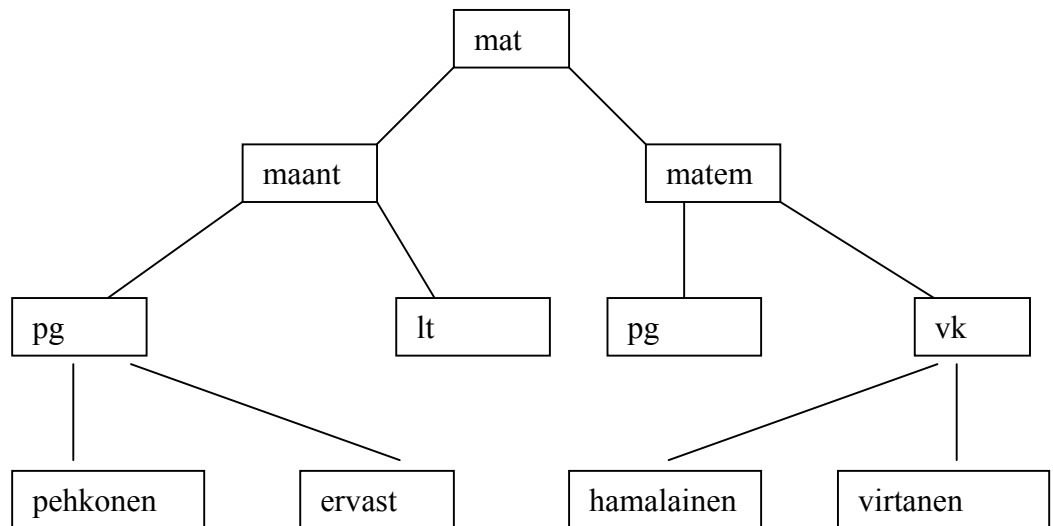 mat
maant
matem
pg
lt
pg
vk
pehkonen
ervast
hamalainen
virtanen